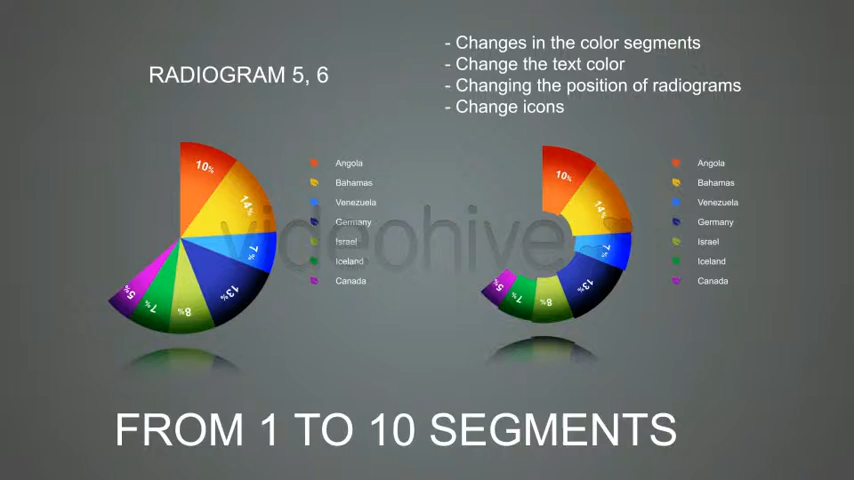 RADIOGRAM 5, 6
- Changes in the color segments
- Change the text color
- Changing the position of radiograms
- Change icons
10%
14%
7%
13%
8%
7%
5%
Angola
Bahamas
Venezuela
Germany
Israel
Iceland
Canada
10%
14%
7%
13%
8%
7%
5%
Angola
Bahamas
Venezuela
Germany
Israel
Iceland
Canada
videohive
FROM 1 TO 10 SEGMENTS